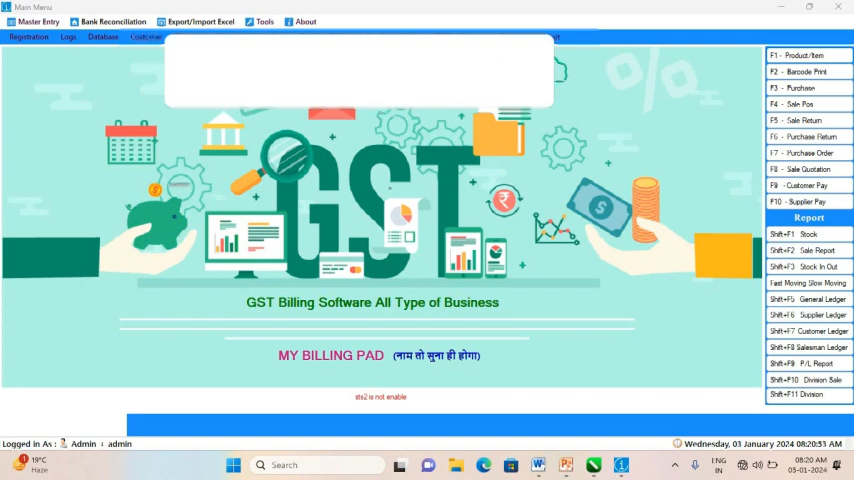 Main Menu
Master Entry Bank Reconciliation Export/Import Excel Tools About
Registration Logs Database Customer
F1 - Product/Item
F2 - Barcode Print
F3 - Purchase
F4 - Sale Pos
F5 - Sale Return
F6 - Purchase Return
F7 - Purchase Order
F8 - Sale Quotation
F9 - Customer Pay
F10 - Supplier Pay
Report
Shift+F1 Stock
Shift+F2 Sale Report
Shift+F3 Stock In Out
Fast Moving Slow Moving
Shift+F5 General Ledger
Shift+F6 Supplier Ledger
Shift+F7 Customer Ledger
Shift+F8 Salesman Ledger
Shift+F9 P/L Report
Shift+F10 Division Sale
Shift+F11 Division
GST
GST Billing Software All Type of Business
MY BILLING PAD (नाम तो सुना ही होगा)
sts2 is not enable
Logged in As : Admin : admin
Wednesday, 03 January 2024 08:20:53 AM
19°C
Haze
Search
ENG
IN
08:20 AM
03-01-2024